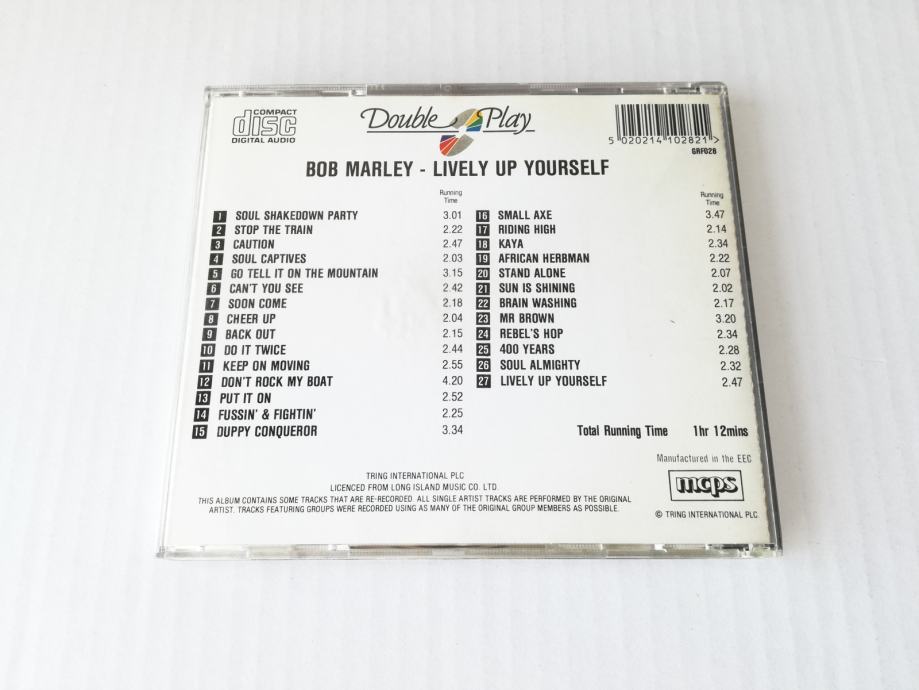 COMPACT
disc
DIGITAL AUDIO
Double Play
5 020214 102821 >
GRF028
BOB MARLEY - LIVELY UP YOURSELF
Running
Time
1 SOUL SHAKEDOWN PARTY 3.01
2 STOP THE TRAIN 2.22
3 CAUTION 2.47
4 SOUL CAPTIVES 2.03
5 GO TELL IT ON THE MOUNTAIN 3.15
6 CAN'T YOU SEE 2.42
7 SOON COME 2.18
8 CHEER UP 2.04
9 BACK OUT 2.15
10 DO IT TWICE 2.44
11 KEEP ON MOVING 2.55
12 DON'T ROCK MY BOAT 4.20
13 PUT IT ON 2.52
14 FUSSIN' & FIGHTIN' 2.25
15 DUPPY CONQUEROR 3.34
Running
Time
16 SMALL AXE 3.47
17 RIDING HIGH 2.14
18 KAYA 2.34
19 AFRICAN HERBMAN 2.22
20 STAND ALONE 2.07
21 SUN IS SHINING 2.02
22 BRAIN WASHING 2.17
23 MR BROWN 3.20
24 REBEL'S HOP 2.34
25 400 YEARS 2.28
26 SOUL ALMIGHTY 2.32
27 LIVELY UP YOURSELF 2.47
Total Running Time 1hr 12mins
Manufactured in the EEC
mcps
© TRING INTERNATIONAL PLC.
TRING INTERNATIONAL PLC
LICENCED FROM LONG ISLAND MUSIC CO. LTD.
THIS ALBUM CONTAINS SOME TRACKS THAT ARE RE-RECORDED. ALL SINGLE ARTIST TRACKS ARE PERFORMED BY THE ORIGINAL
ARTIST. TRACKS FEATURING GROUPS WERE RECORDED USING AS MANY OF THE ORIGINAL GROUP MEMBERS AS POSSIBLE.